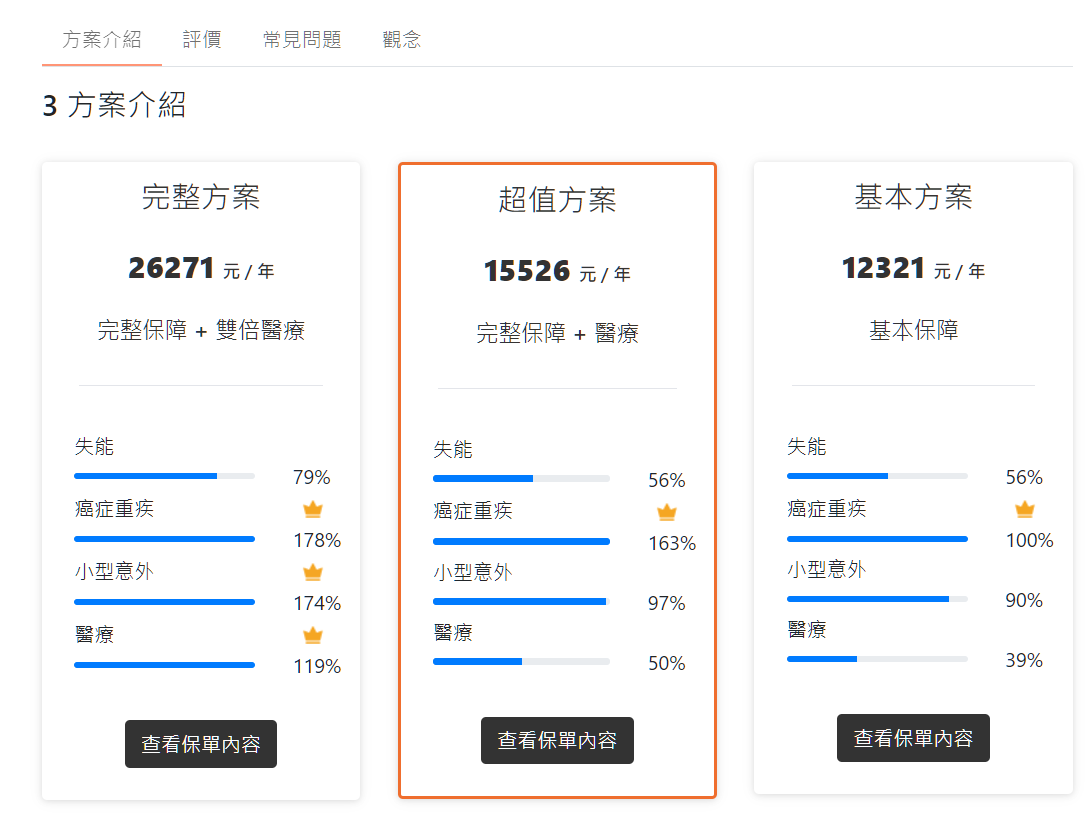 方案介紹 評價 常見問題 觀念
3 方案介紹
完整方案
26271 元 / 年
完整保障 + 雙倍醫療
失能
79%
癌症重疾
178%
小型意外
174%
醫療
119%
查看保單內容
超值方案
15526 元 / 年
完整保障 + 醫療
失能
56%
癌症重疾
163%
小型意外
97%
醫療
50%
查看保單內容
基本方案
12321 元 / 年
基本保障
失能
56%
癌症重疾
100%
小型意外
90%
醫療
39%
查看保單內容